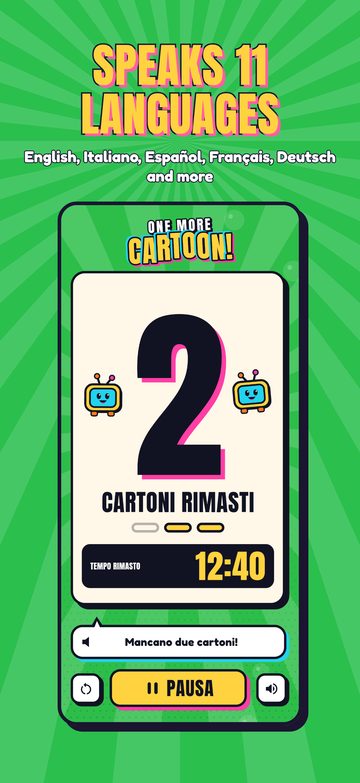 SPEAKS 11
LANGUAGES
English, Italiano, Español, Français, Deutsch
and more
ONE MORE
CARTOON!
2
CARTONI RIMASTI
TEMPO RIMASTO 12:40
Mancano due cartoni!
PAUSA